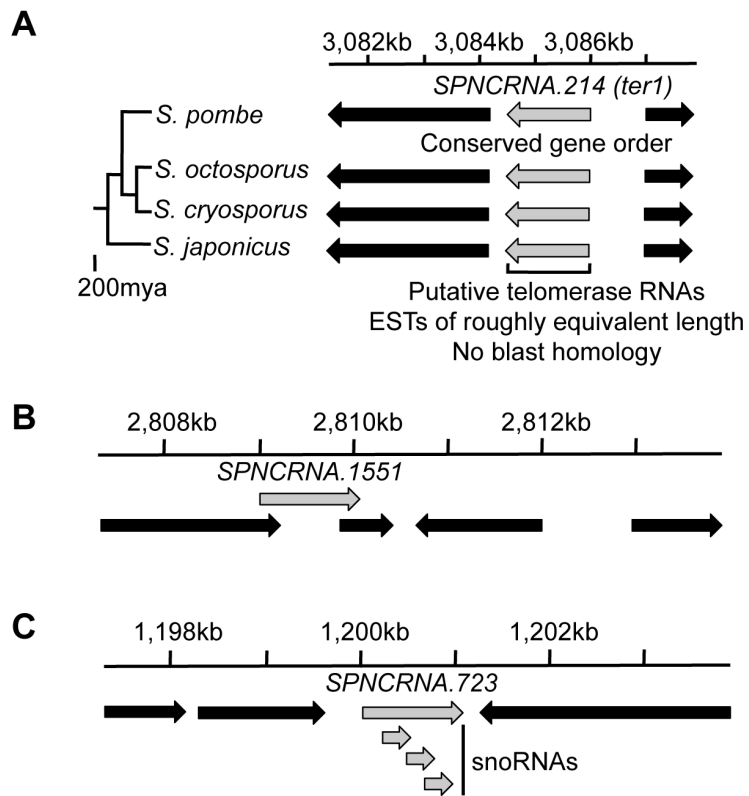 A
3,082kb 3,084kb 3,086kb
SPNCRNA.214 (ter1)
S. pombe
Conserved gene order
S. octosporus
S. cryosporus
S. japonicus
200mya
Putative telomerase RNAs
ESTs of roughly equivalent length
No blast homology
B
2,808kb 2,810kb 2,812kb
SPNCRNA.1551
C
1,198kb 1,200kb 1,202kb
SPNCRNA.723
snoRNAs